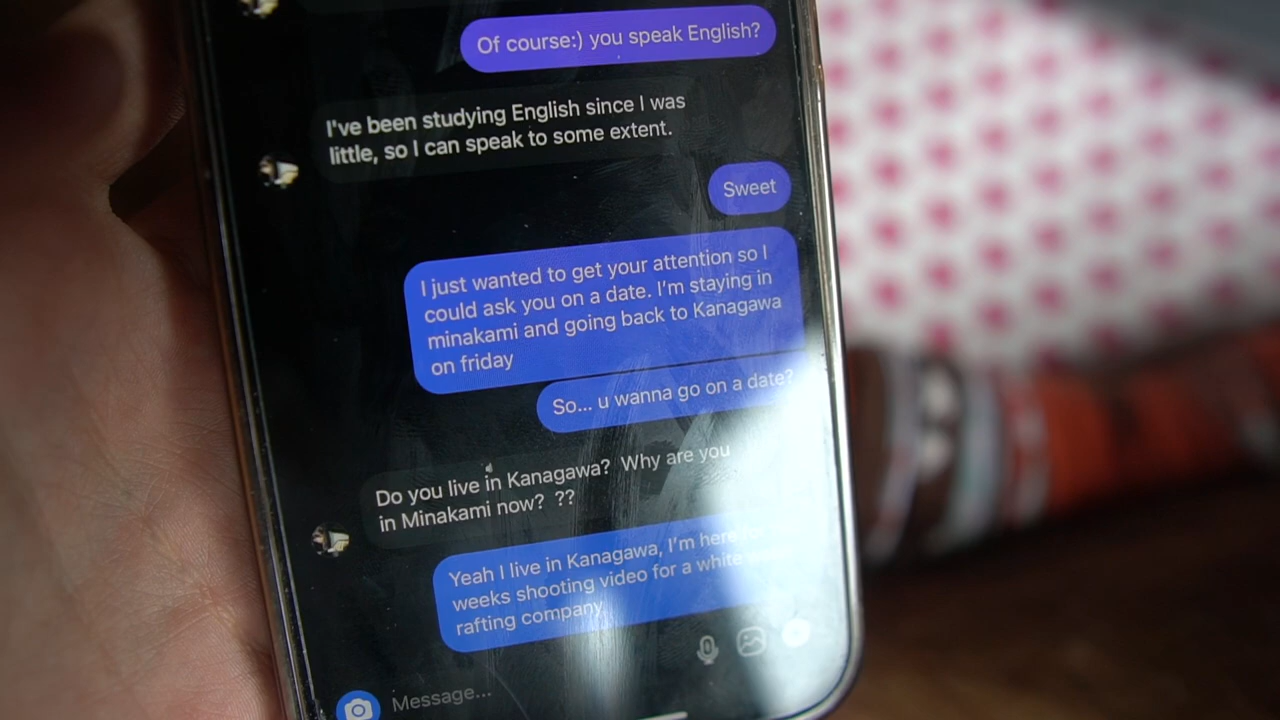 Of course:) you speak English?
I've been studying English since I was
little, so I can speak to some extent.
Sweet
I just wanted to get your attention so I
could ask you on a date. I'm staying in
minakami and going back to Kanagawa
on friday
So... u wanna go on a date?
Do you live in Kanagawa? Why are you
in Minakami now? ??
Yeah I live in Kanagawa, I'm here
weeks shooting video for a white
rafting company
Message...